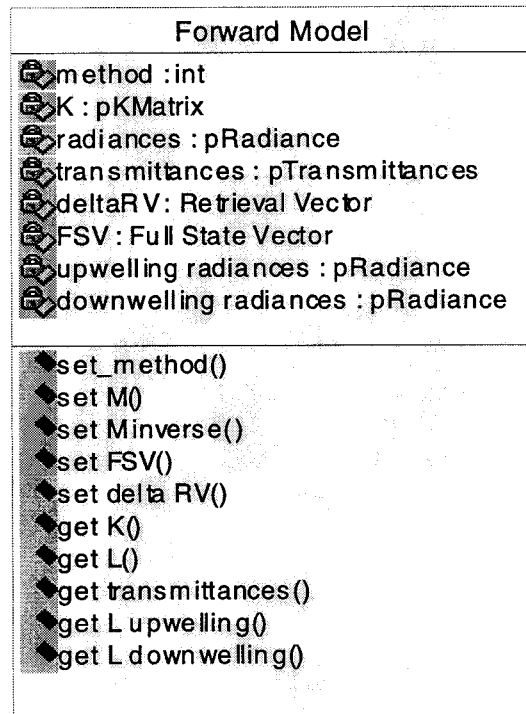 Forward Model
method : int
K : pKMatrix
radiances : pRadiance
transmittances : pTransmittances
deltaRV : Retrieval Vector
FSV : Full State Vector
upwelling radiances : pRadiance
downwelling radiances : pRadiance
set_method()
set M()
set Minverse()
set FSV()
set delta RV()
get K()
get L()
get transmittances()
get L upwelling()
get L downwelling()